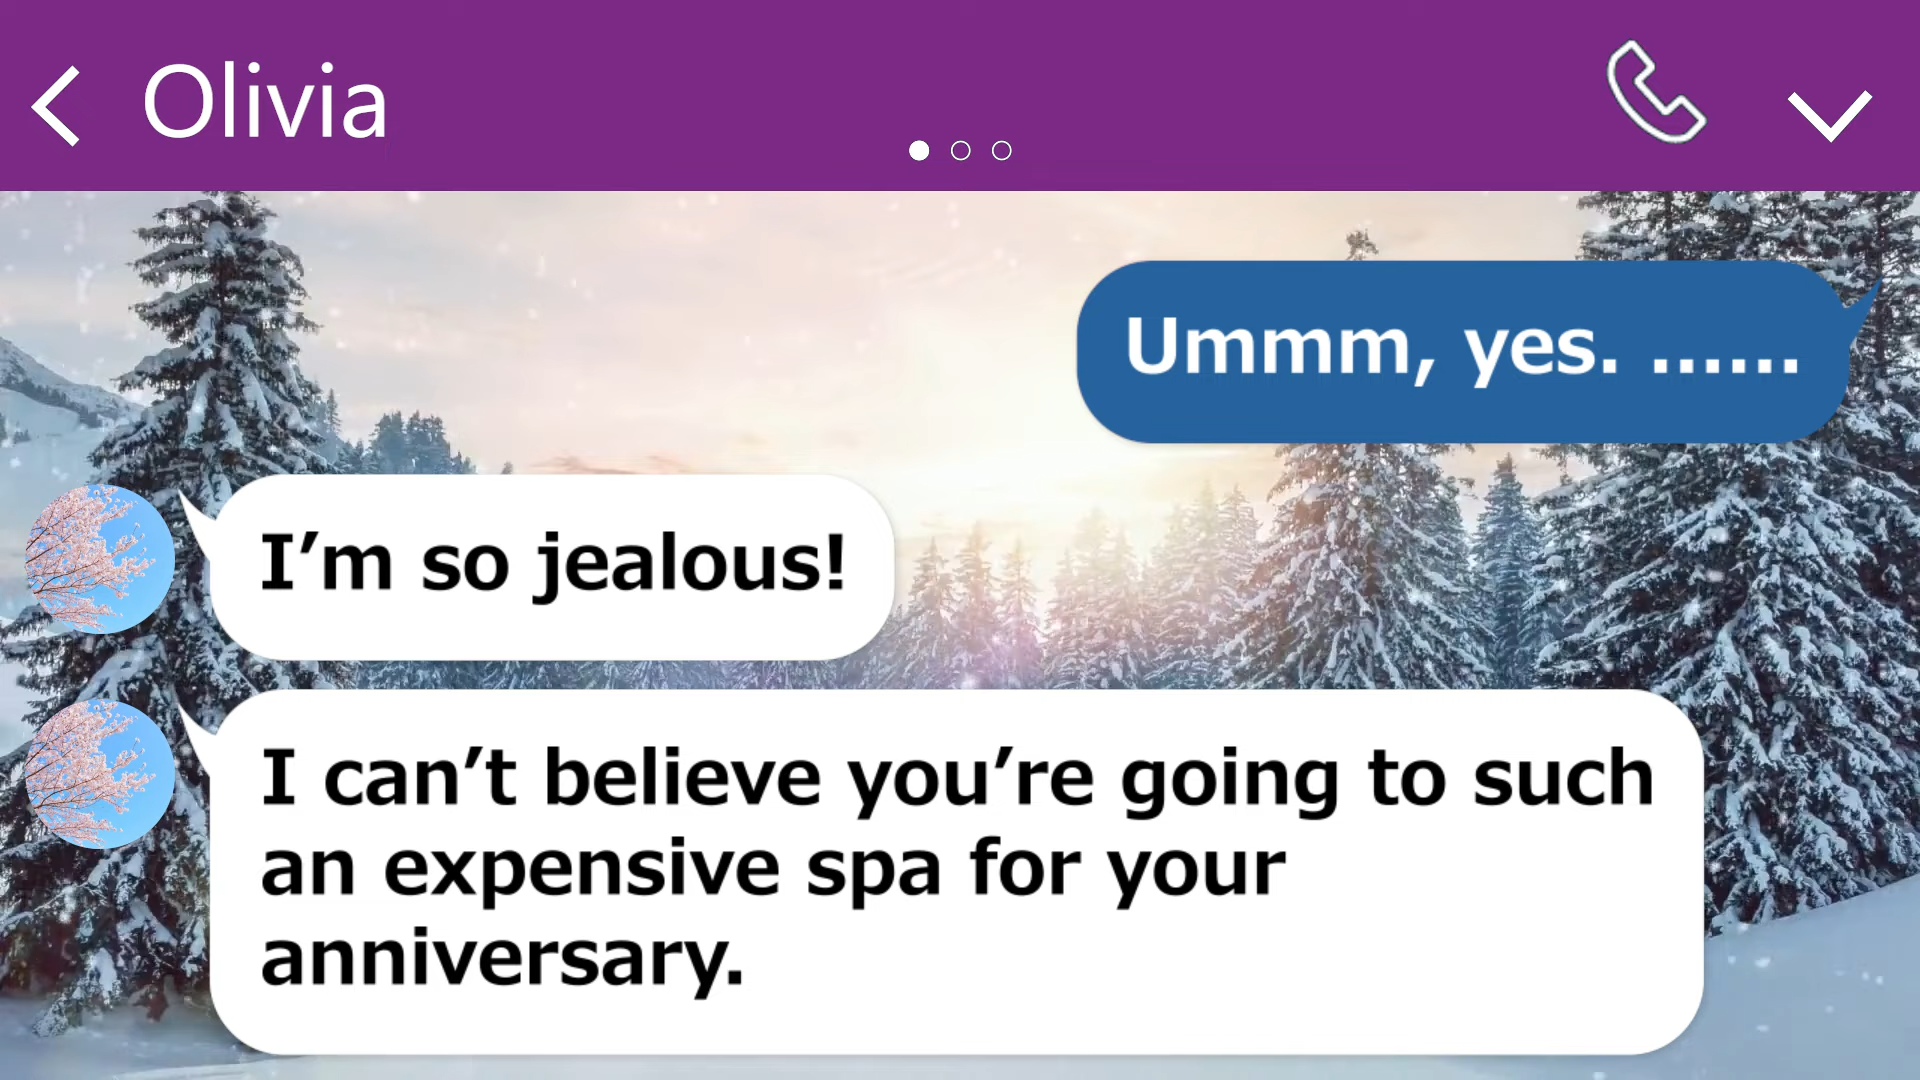 Olivia
Ummm, yes. ......
I’m so jealous!
I can’t believe you’re going to such
an expensive spa for your
anniversary.